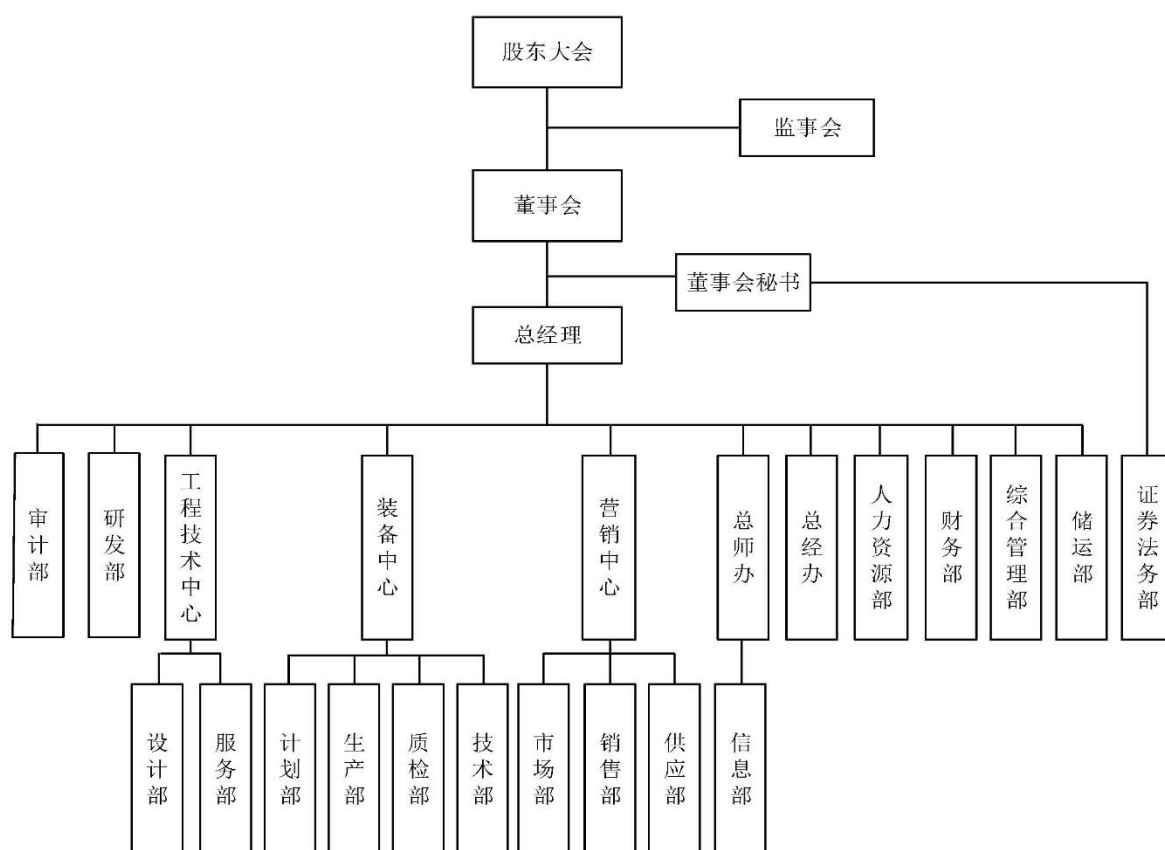 股东大会
监事会
董事会
董事会秘书
总经理
审计部
研发部
工程技术中心
装备中心
营销中心
总师办
总经办
人力资源部
财务部
综合管理部
储运部
证券法务部
设计部
服务部
计划部
生产部
质检部
技术部
市场部
销售部
供应部
信息部